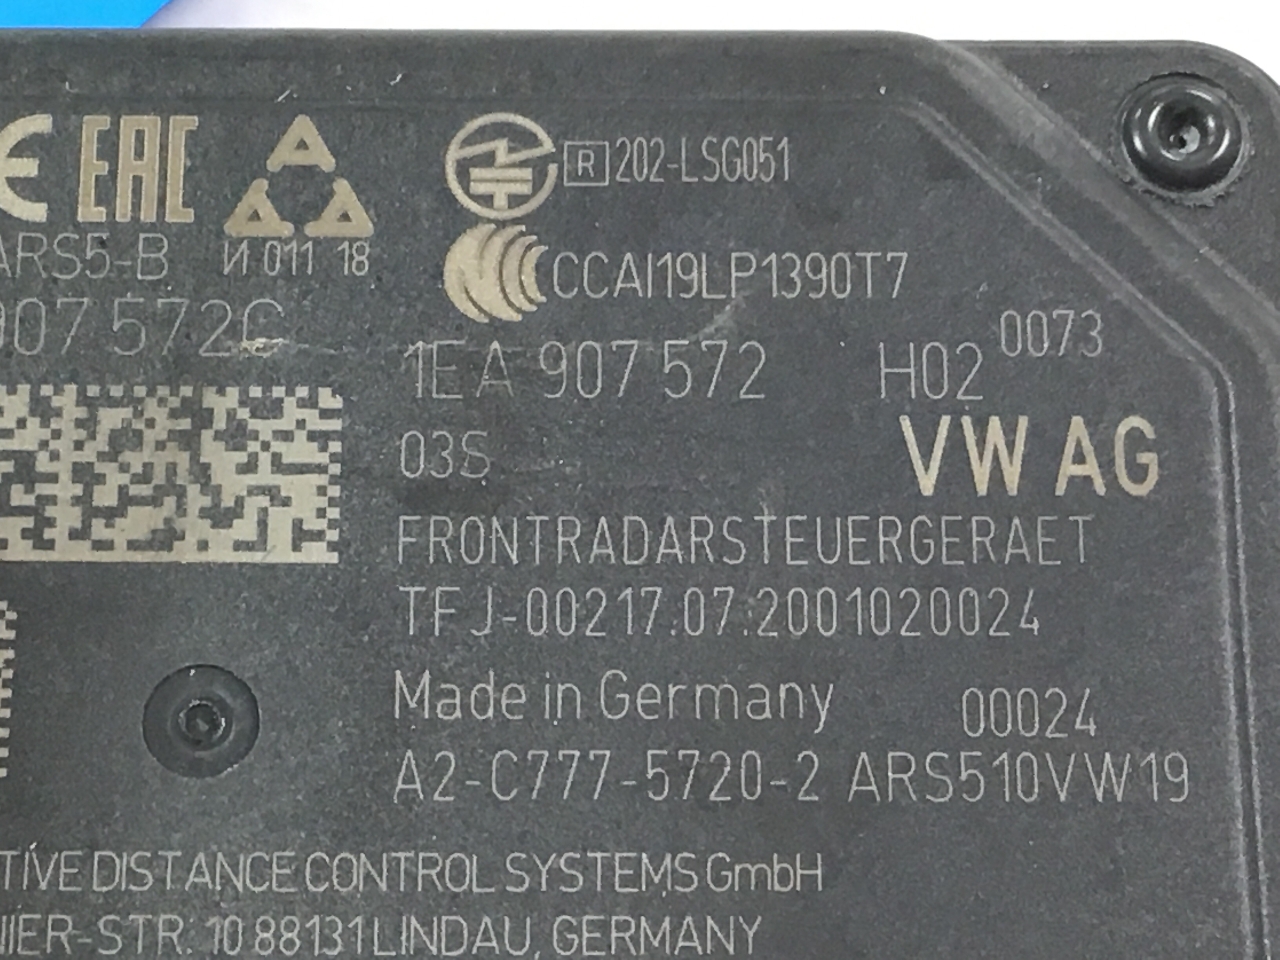 CE EAC R 202-LSG051
ARS5-B И 011 18 CCAI19LP1390T7
907 572C
1EA 907 572 H02 0073
03S VW AG
FRONTRADARSTEUERGERAET
TFJ-00217.07.2001020024
Made in Germany 00024
A2-C777-5720-2 ARS510VW19
TIVE DISTANCE CONTROL SYSTEMS GmbH
NIER-STR. 10 88131 LINDAU, GERMANY